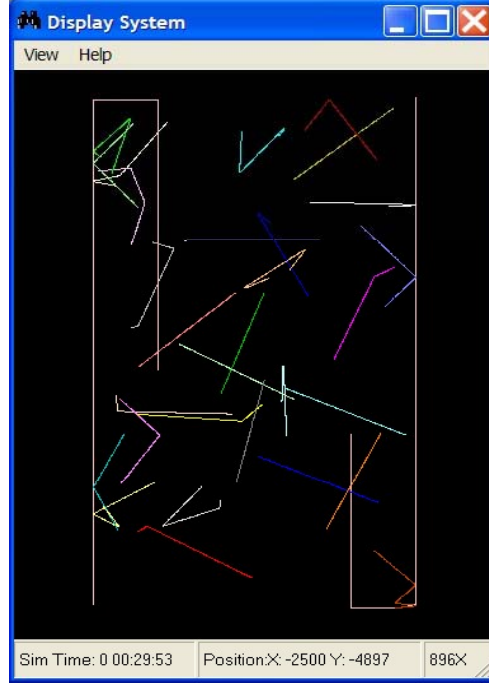 Display System
View Help
Sim Time: 0 00:29:53 Position:X: -2500 Y: -4897 896X